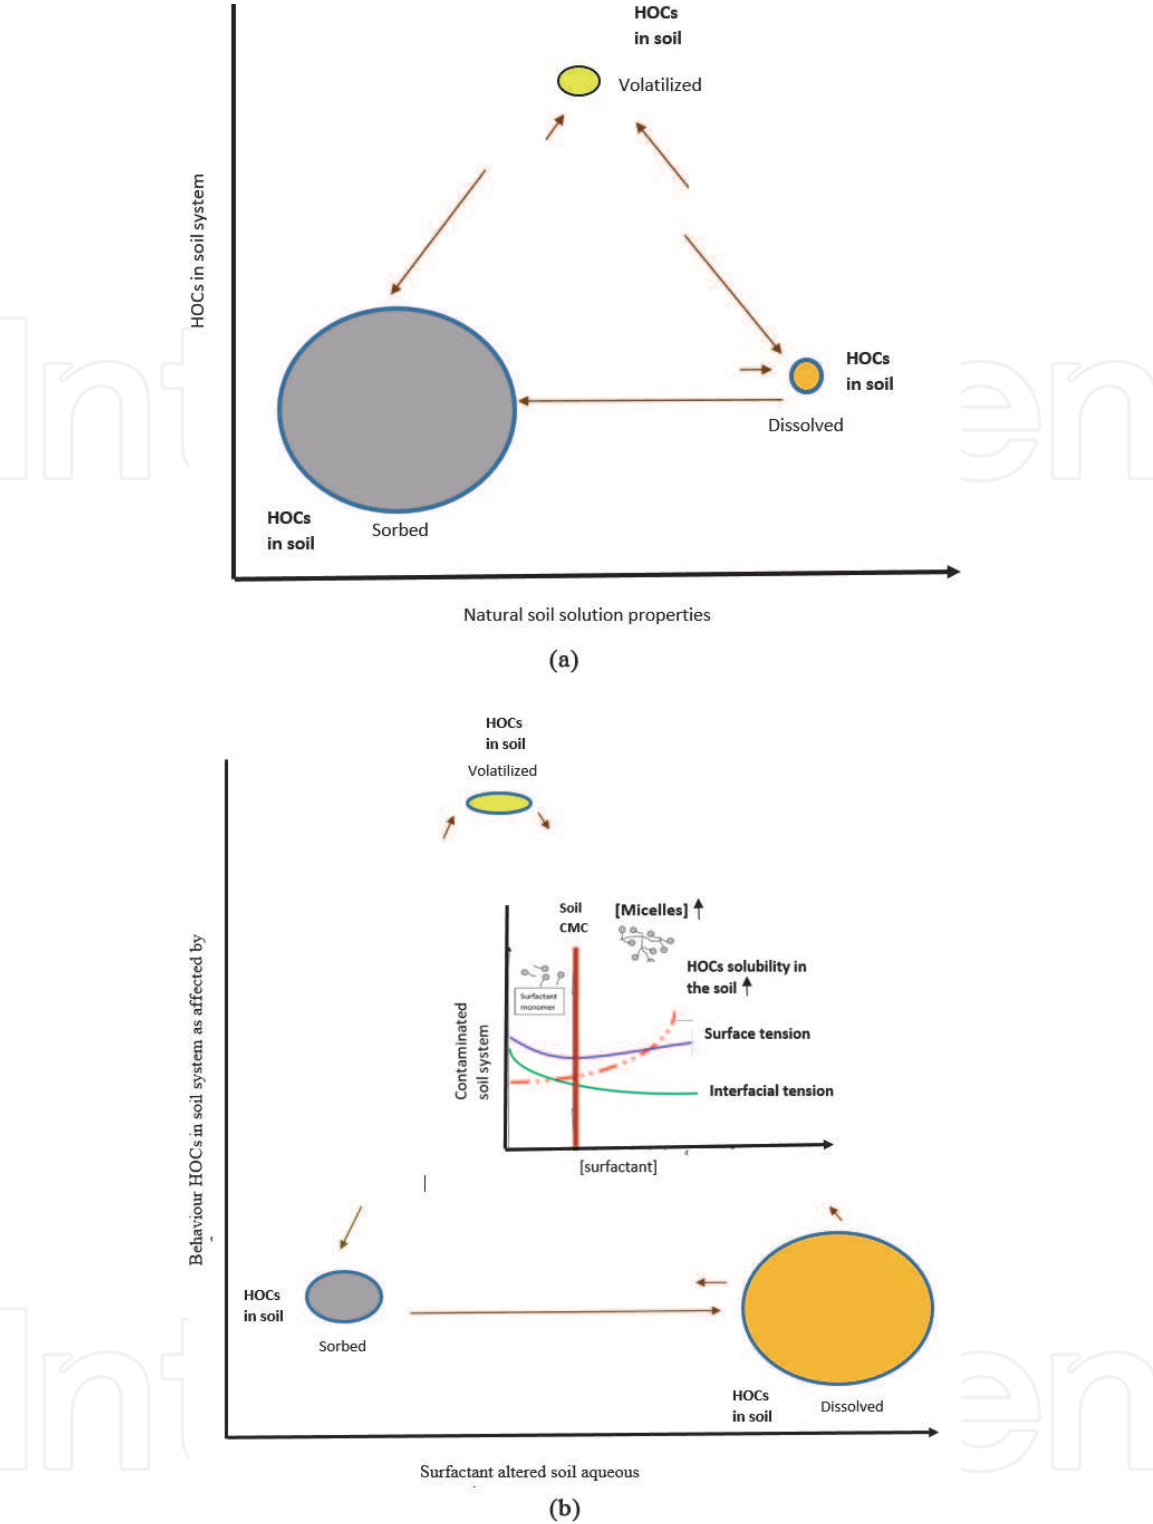 HOCs
in soil
Volatilized
HOCs in soil system
HOCs
in soil
Dissolved
HOCs
in soil
Sorbed
Natural soil solution properties
(a)
HOCs
in soil
Volatilized
Behaviour HOCs in soil system as affected by
Soil
CMC
[Micelles]
Surfactant
monomer
HOCs solubility in
the soil
Surface tension
Interfacial tension
Contaminated
soil system
[surfactant]
HOCs
in soil
Sorbed
HOCs
in soil
Dissolved
Surfactant altered soil aqueous
(b)